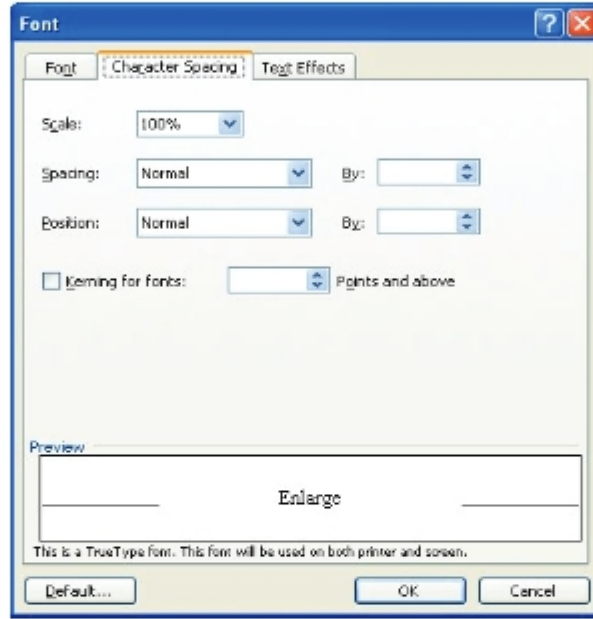 Font
Font Character Spacing Text Effects
Scale: 100%
Spacing: Normal By:
Position: Normal By:
Kerning for fonts: Points and above
Preview
Enlarge
This is a TrueType font. This font will be used on both printer and screen.
Default... OK Cancel